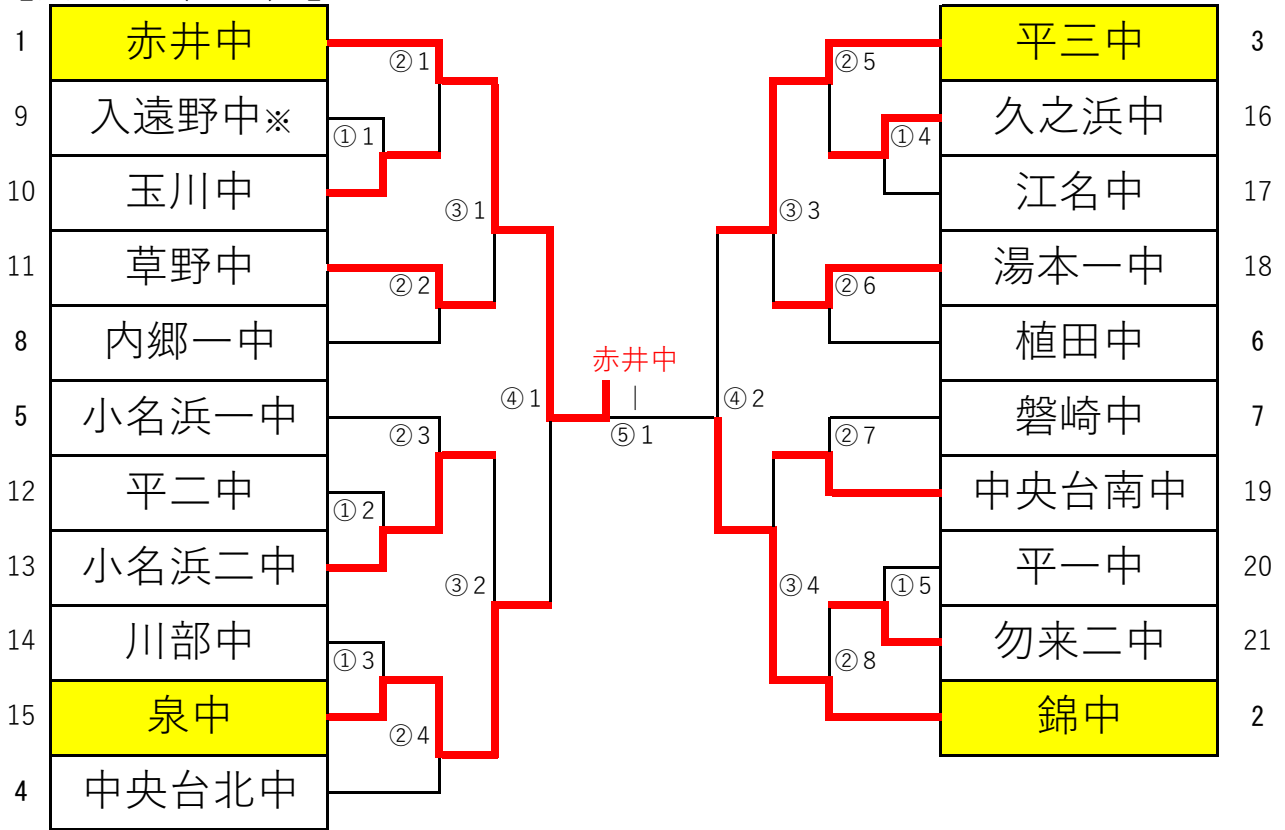 1 赤井中
9 入遠野中※
10 玉川中
11 草野中
8 内郷一中
5 小名浜一中
12 平二中
13 小名浜二中
14 川部中
15 泉中
4 中央台北中
②1
①1
③1
②2
④1
②3
①2
③2
①3
②4
赤井中
⑤1
②5
①4
③3
②6
④2
②7
③4
①5
②8
平三中 3
久之浜中 16
江名中 17
湯本一中 18
植田中 6
磐崎中 7
中央台南中 19
平一中 20
勿来二中 21
錦中 2